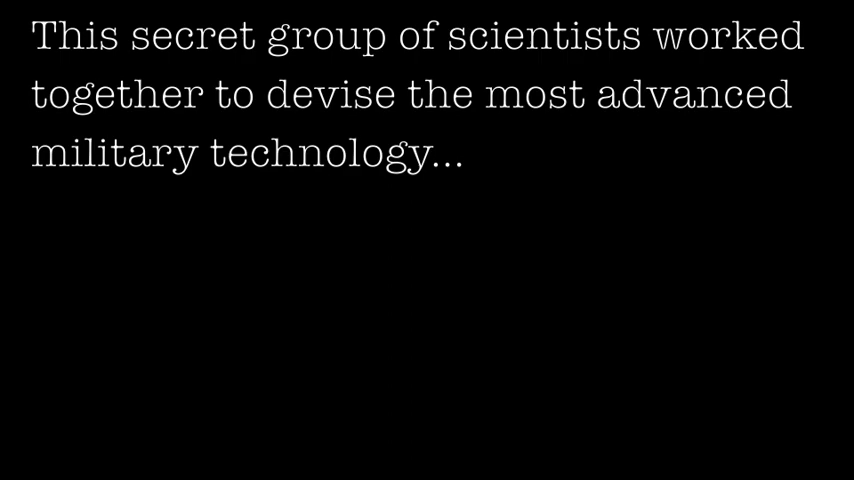 This secret group of scientists worked
together to devise the most advanced
military technology...